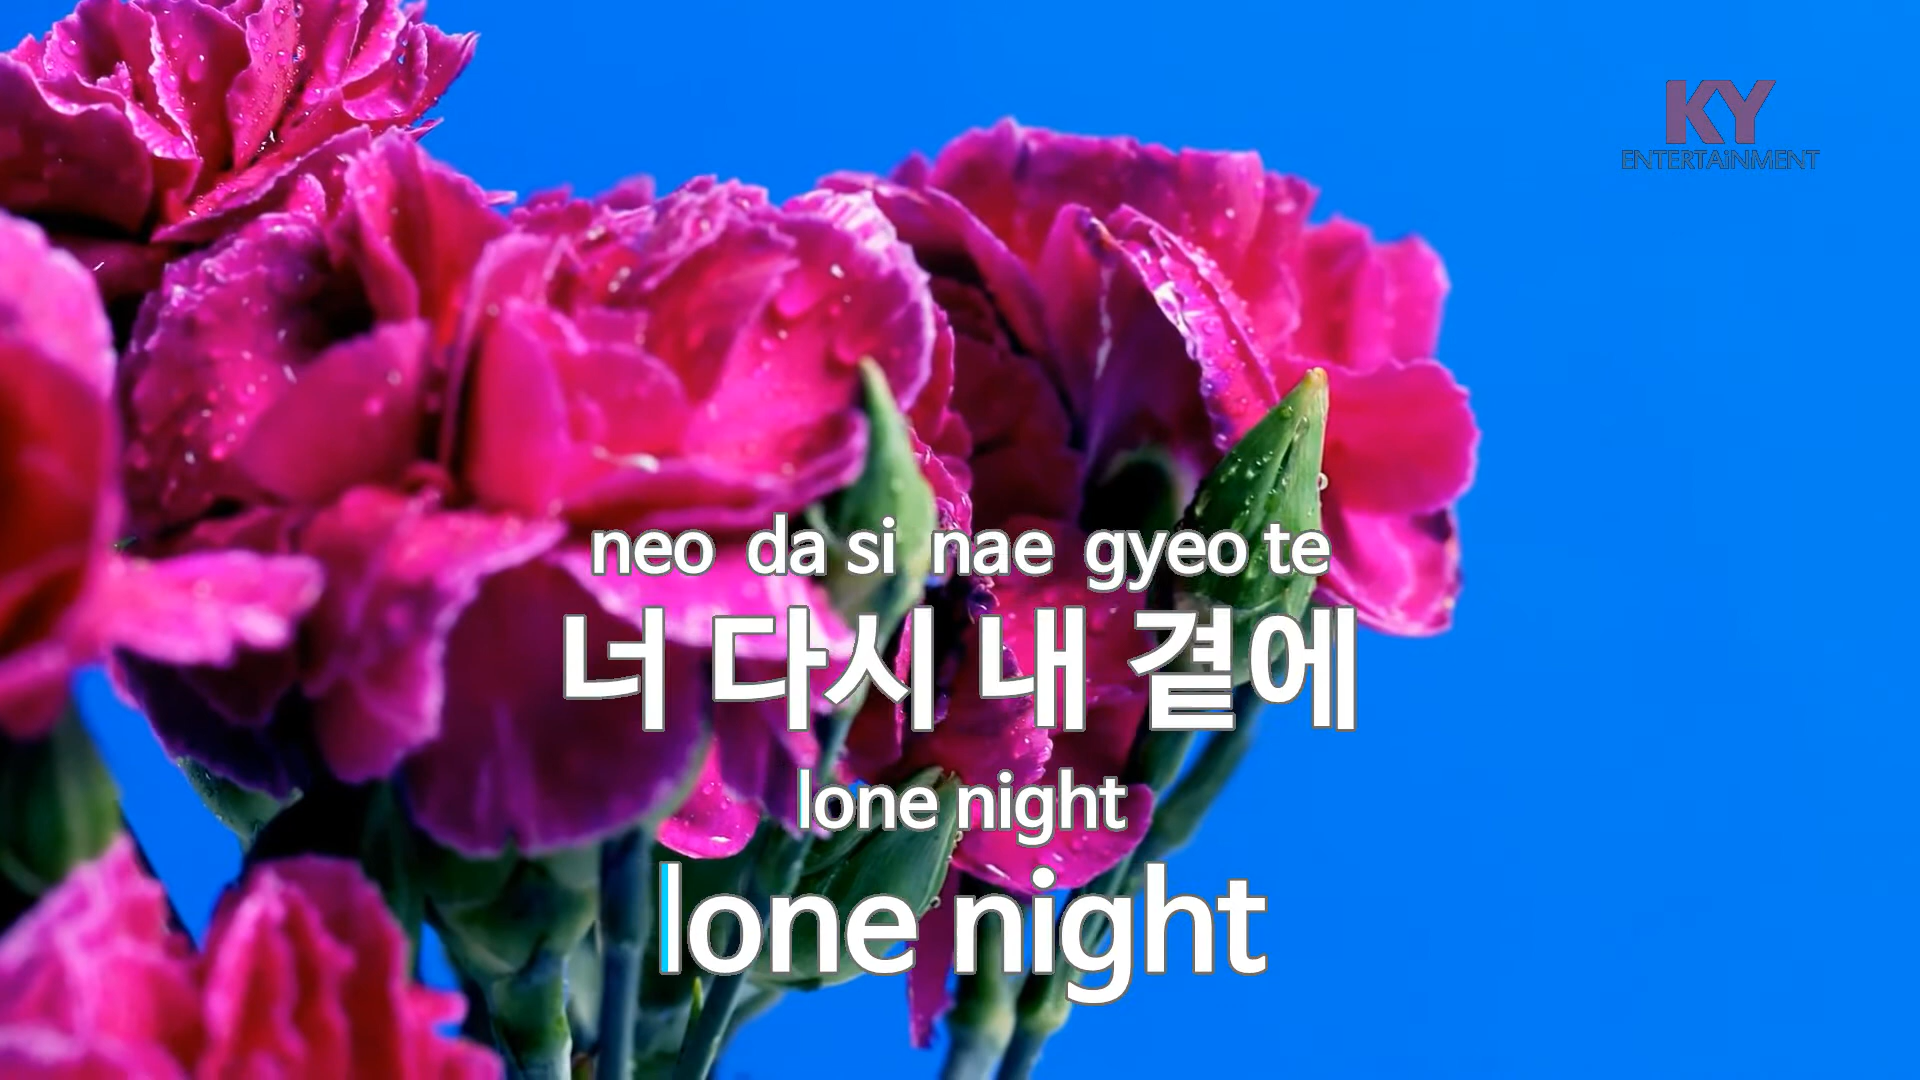 KY
ENTERTAiNMENT
neo da si nae gyeo te
너 다시 내 곁에
lone night
lone night